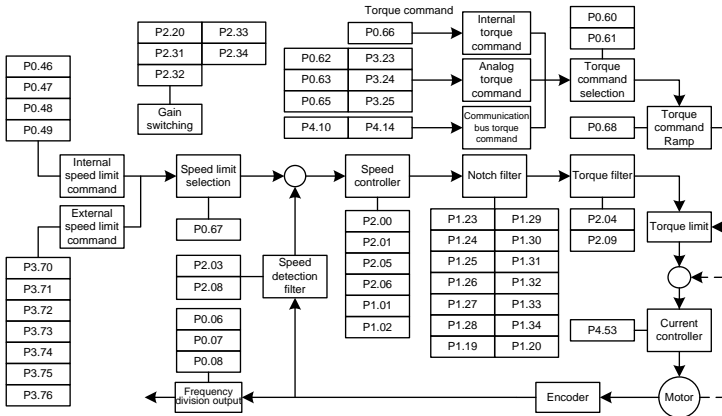 Torque command
P0.46
P0.47
P0.48
P0.49
P2.20 P2.33
P2.31 P2.34
P2.32
Gain
switching
P0.66
Internal
torque
command
P0.62 P3.23
P0.63 P3.24
P0.65 P3.25
Analog
torque
command
P4.10 P4.14
Communication
bus torque
command
P0.60
P0.61
Torque
command
selection
P0.68
Torque
command
Ramp
Internal
speed limit
command
External
speed limit
command
Speed limit
selection
P0.67
Speed
controller
Notch filter
Torque filter
P2.00
P2.01
P2.05
P2.06
P1.01
P1.02
P1.23 P1.29
P1.24 P1.30
P1.25 P1.31
P1.26 P1.32
P1.27 P1.33
P1.28 P1.34
P1.19 P1.20
P2.04
P2.09
Torque limit
P2.03
P2.08
Speed
detection
filter
P3.70
P3.71
P3.72
P3.73
P3.74
P3.75
P3.76
P0.06
P0.07
P0.08
Frequency
division output
P4.53
Current
controller
Encoder
Motor